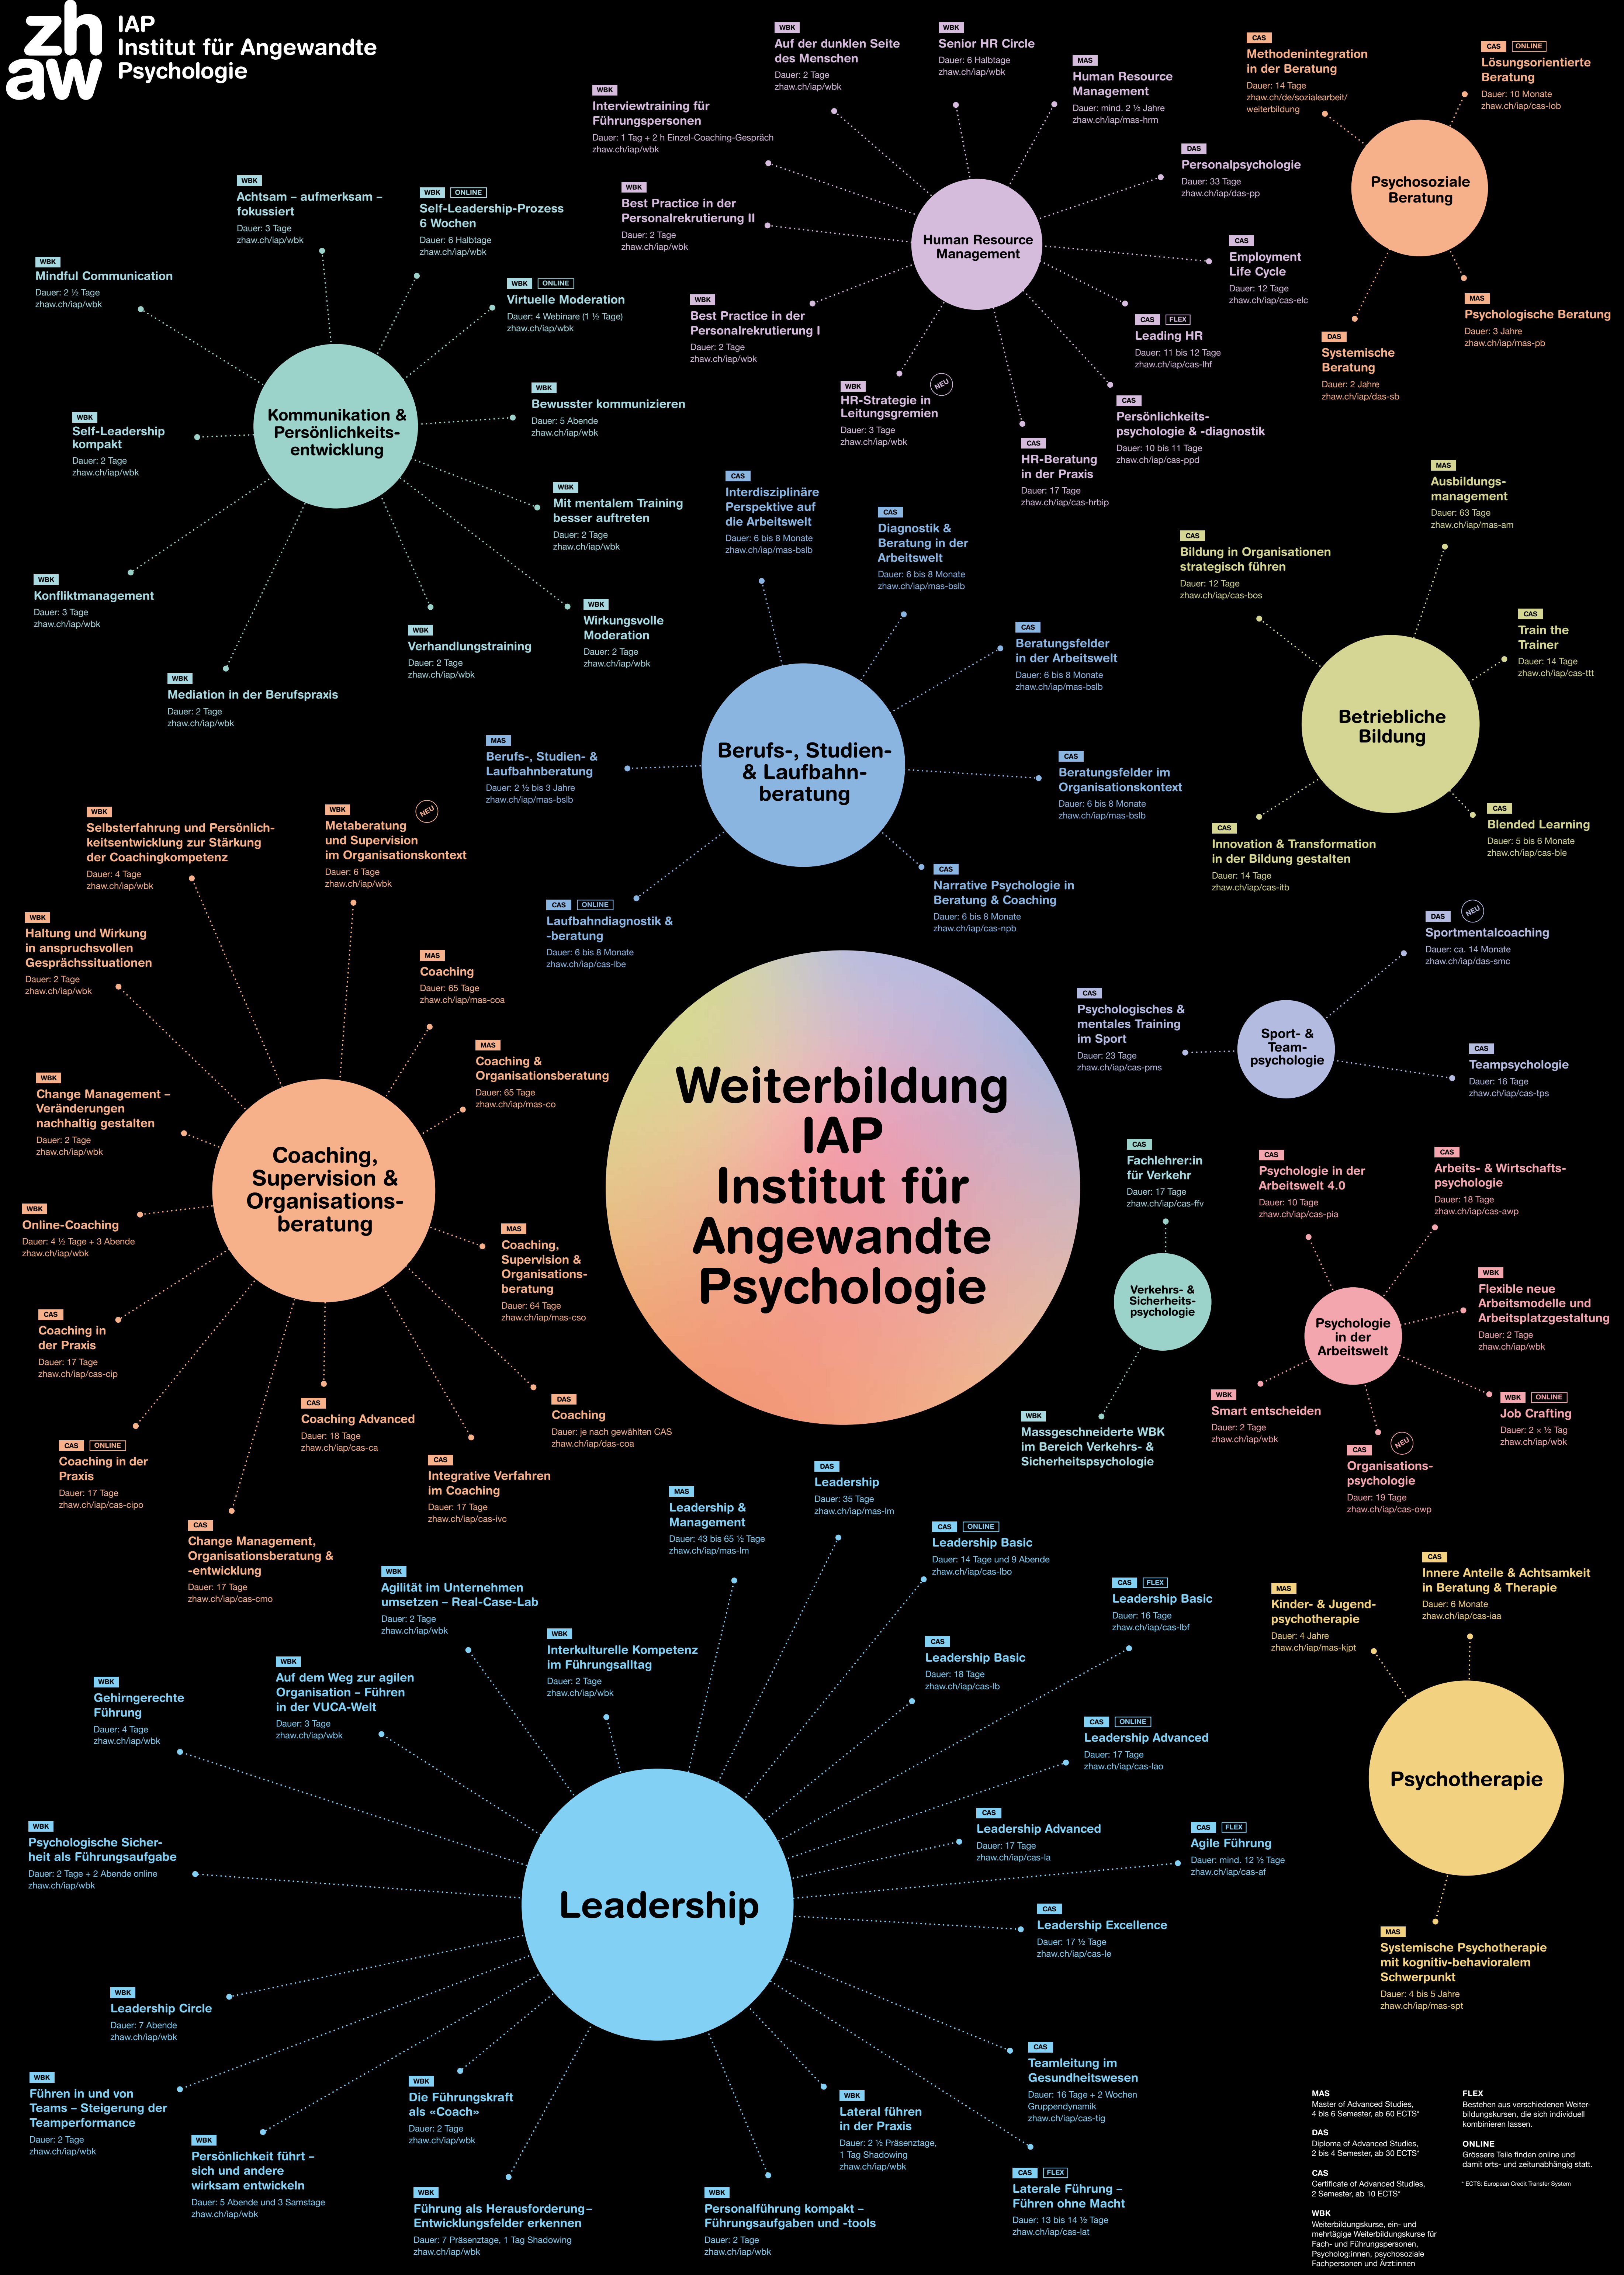 zh
aw
IAP
Institut für Angewandte
Psychologie
WBK
Auf der dunklen Seite
des Menschen
Dauer: 2 Tage
zhaw.ch/iap/wbk
WBK
Senior HR Circle
Dauer: 6 Halbtage
zhaw.ch/iap/wbk
MAS
Human Resource
Management
Dauer: mind. 2 ½ Jahre
zhaw.ch/iap/mas-hrm
WBK
Interviewtraining für
Führungspersonen
Dauer: 1 Tag + 2 h Einzel-Coaching-Gespräch
zhaw.ch/iap/wbk
DAS
Personalpsychologie
Dauer: 33 Tage
zhaw.ch/iap/das-pp
WBK
Best Practice in der
Personalrekrutierung II
Dauer: 2 Tage
zhaw.ch/iap/wbk
Human Resource
Management
CAS
Employment
Life Cycle
Dauer: 12 Tage
zhaw.ch/iap/cas-elc
WBK
Best Practice in der
Personalrekrutierung I
Dauer: 2 Tage
zhaw.ch/iap/wbk
CAS FLEX
Leading HR
Dauer: 11 bis 12 Tage
zhaw.ch/iap/cas-lhf
WBK
NEU
HR-Strategie in
Leitungsgremien
Dauer: 3 Tage
zhaw.ch/iap/wbk
CAS
Persönlichkeits-
psychologie & -diagnostik
Dauer: 10 bis 11 Tage
zhaw.ch/iap/cas-ppd
CAS
HR-Beratung
in der Praxis
Dauer: 17 Tage
zhaw.ch/iap/cas-hrbip
CAS
Methodenintegration
in der Beratung
Dauer: 14 Tage
zhaw.ch/de/sozialearbeit/
weiterbildung
CAS ONLINE
Lösungsorientierte
Beratung
Dauer: 10 Monate
zhaw.ch/iap/cas-lob
Psychosoziale
Beratung
MAS
Psychologische Beratung
Dauer: 3 Jahre
zhaw.ch/iap/mas-pb
DAS
Systemische
Beratung
Dauer: 2 Jahre
zhaw.ch/iap/das-sb
WBK
Achtsam – aufmerksam –
fokussiert
Dauer: 3 Tage
zhaw.ch/iap/wbk
WBK ONLINE
Self-Leadership-Prozess
6 Wochen
Dauer: 6 Halbtage
zhaw.ch/iap/wbk
WBK
Mindful Communication
Dauer: 2 ½ Tage
zhaw.ch/iap/wbk
WBK ONLINE
Virtuelle Moderation
Dauer: 4 Webinare (1 ½ Tage)
zhaw.ch/iap/wbk
Kommunikation &
Persönlichkeits-
entwicklung
WBK
Bewusster kommunizieren
Dauer: 5 Abende
zhaw.ch/iap/wbk
WBK
Self-Leadership
kompakt
Dauer: 2 Tage
zhaw.ch/iap/wbk
WBK
Mit mentalem Training
besser auftreten
Dauer: 2 Tage
zhaw.ch/iap/wbk
WBK
Konfliktmanagement
Dauer: 3 Tage
zhaw.ch/iap/wbk
WBK
Wirkungsvolle
Moderation
Dauer: 2 Tage
zhaw.ch/iap/wbk
WBK
Verhandlungstraining
Dauer: 2 Tage
zhaw.ch/iap/wbk
WBK
Mediation in der Berufspraxis
Dauer: 2 Tage
zhaw.ch/iap/wbk
CAS
Interdisziplinäre
Perspektive auf
die Arbeitswelt
Dauer: 6 bis 8 Monate
zhaw.ch/iap/mas-bslb
CAS
Diagnostik &
Beratung in der
Arbeitswelt
Dauer: 6 bis 8 Monate
zhaw.ch/iap/mas-bslb
CAS
Beratungsfelder
in der Arbeitswelt
Dauer: 6 bis 8 Monate
zhaw.ch/iap/mas-bslb
MAS
Berufs-, Studien- &
Laufbahnberatung
Dauer: 2 ½ bis 3 Jahre
zhaw.ch/iap/mas-bslb
Berufs-, Studien-
& Laufbahn-
beratung
CAS
Beratungsfelder im
Organisationskontext
Dauer: 6 bis 8 Monate
zhaw.ch/iap/mas-bslb
CAS
Narrative Psychologie in
Beratung & Coaching
Dauer: 6 bis 8 Monate
zhaw.ch/iap/cas-npb
CAS ONLINE
Laufbahndiagnostik &
-beratung
Dauer: 6 bis 8 Monate
zhaw.ch/iap/cas-lbe
MAS
Ausbildungs-
management
Dauer: 63 Tage
zhaw.ch/iap/mas-am
CAS
Bildung in Organisationen
strategisch führen
Dauer: 12 Tage
zhaw.ch/iap/cas-bos
CAS
Train the
Trainer
Dauer: 14 Tage
zhaw.ch/iap/cas-ttt
Betriebliche
Bildung
CAS
Blended Learning
Dauer: 5 bis 6 Monate
zhaw.ch/iap/cas-ble
CAS
Innovation & Transformation
in der Bildung gestalten
Dauer: 14 Tage
zhaw.ch/iap/cas-itb
WBK
Selbsterfahrung und Persönlich-
keitsentwicklung zur Stärkung
der Coachingkompetenz
Dauer: 4 Tage
zhaw.ch/iap/wbk
WBK
NEU
Metaberatung
und Supervision
im Organisationskontext
Dauer: 6 Tage
zhaw.ch/iap/wbk
WBK
Haltung und Wirkung
in anspruchsvollen
Gesprächssituationen
Dauer: 2 Tage
zhaw.ch/iap/wbk
MAS
Coaching
Dauer: 65 Tage
zhaw.ch/iap/mas-coa
MAS
Coaching &
Organisationsberatung
Dauer: 65 Tage
zhaw.ch/iap/mas-co
WBK
Change Management –
Veränderungen
nachhaltig gestalten
Dauer: 2 Tage
zhaw.ch/iap/wbk
Coaching,
Supervision &
Organisations-
beratung
WBK
Online-Coaching
Dauer: 4 ½ Tage + 3 Abende
zhaw.ch/iap/wbk
MAS
Coaching,
Supervision &
Organisations-
beratung
Dauer: 64 Tage
zhaw.ch/iap/mas-cso
CAS
Coaching in
der Praxis
Dauer: 17 Tage
zhaw.ch/iap/cas-cip
CAS
Coaching Advanced
Dauer: 18 Tage
zhaw.ch/iap/cas-ca
DAS
Coaching
Dauer: je nach gewählten CAS
zhaw.ch/iap/das-coa
CAS ONLINE
Coaching in der
Praxis
Dauer: 17 Tage
zhaw.ch/iap/cas-cipo
CAS
Integrative Verfahren
im Coaching
Dauer: 17 Tage
zhaw.ch/iap/cas-ivc
CAS
Change Management,
Organisationsberatung &
-entwicklung
Dauer: 17 Tage
zhaw.ch/iap/cas-cmo
Weiterbildung
IAP
Institut für
Angewandte
Psychologie
DAS
NEU
Sportmentalcoaching
Dauer: ca. 14 Monate
zhaw.ch/iap/das-smc
CAS
Psychologisches &
mentales Training
im Sport
Dauer: 23 Tage
zhaw.ch/iap/cas-pms
Sport- &
Team-
psychologie
CAS
Teampsychologie
Dauer: 16 Tage
zhaw.ch/iap/cas-tps
CAS
Fachlehrer:in
für Verkehr
Dauer: 17 Tage
zhaw.ch/iap/cas-ffv
Verkehrs- &
Sicherheits-
psychologie
WBK
Massgeschneiderte WBK
im Bereich Verkehrs- &
Sicherheitspsychologie
CAS
Psychologie in der
Arbeitswelt 4.0
Dauer: 10 Tage
zhaw.ch/iap/cas-pia
CAS
Arbeits- & Wirtschafts-
psychologie
Dauer: 18 Tage
zhaw.ch/iap/cas-awp
WBK
Flexible neue
Arbeitsmodelle und
Arbeitsplatzgestaltung
Dauer: 2 Tage
zhaw.ch/iap/wbk
Psychologie
in der
Arbeitswelt
WBK
Smart entscheiden
Dauer: 2 Tage
zhaw.ch/iap/wbk
WBK ONLINE
Job Crafting
Dauer: 2 × ½ Tag
zhaw.ch/iap/wbk
CAS
NEU
Organisations-
psychologie
Dauer: 19 Tage
zhaw.ch/iap/cas-owp
DAS
Leadership
Dauer: 35 Tage
zhaw.ch/iap/mas-lm
MAS
Leadership &
Management
Dauer: 43 bis 65 ½ Tage
zhaw.ch/iap/mas-lm
CAS ONLINE
Leadership Basic
Dauer: 14 Tage und 9 Abende
zhaw.ch/iap/cas-lbo
WBK
Agilität im Unternehmen
umsetzen – Real-Case-Lab
Dauer: 2 Tage
zhaw.ch/iap/wbk
CAS FLEX
Leadership Basic
Dauer: 16 Tage
zhaw.ch/iap/cas-lbf
WBK
Interkulturelle Kompetenz
im Führungsalltag
Dauer: 2 Tage
zhaw.ch/iap/wbk
CAS
Leadership Basic
Dauer: 18 Tage
zhaw.ch/iap/cas-lb
WBK
Auf dem Weg zur agilen
Organisation – Führen
in der VUCA-Welt
Dauer: 3 Tage
zhaw.ch/iap/wbk
WBK
Gehirngerechte
Führung
Dauer: 4 Tage
zhaw.ch/iap/wbk
CAS ONLINE
Leadership Advanced
Dauer: 17 Tage
zhaw.ch/iap/cas-lao
CAS
Leadership Advanced
Dauer: 17 Tage
zhaw.ch/iap/cas-la
WBK
Psychologische Sicher-
heit als Führungsaufgabe
Dauer: 2 Tage + 2 Abende online
zhaw.ch/iap/wbk
CAS FLEX
Agile Führung
Dauer: mind. 12 ½ Tage
zhaw.ch/iap/cas-af
Leadership
CAS
Leadership Excellence
Dauer: 17 ½ Tage
zhaw.ch/iap/cas-le
WBK
Leadership Circle
Dauer: 7 Abende
zhaw.ch/iap/wbk
CAS
Teamleitung im
Gesundheitswesen
Dauer: 16 Tage + 2 Wochen
Gruppendynamik
zhaw.ch/iap/cas-tig
WBK
Führen in und von
Teams – Steigerung der
Teamperformance
Dauer: 2 Tage
zhaw.ch/iap/wbk
WBK
Die Führungskraft
als «Coach»
Dauer: 2 Tage
zhaw.ch/iap/wbk
WBK
Lateral führen
in der Praxis
Dauer: 2 ½ Präsenztage,
1 Tag Shadowing
zhaw.ch/iap/wbk
WBK
Persönlichkeit führt –
sich und andere
wirksam entwickeln
Dauer: 5 Abende und 3 Samstage
zhaw.ch/iap/wbk
CAS FLEX
Laterale Führung –
Führen ohne Macht
Dauer: 13 bis 14 ½ Tage
zhaw.ch/iap/cas-lat
WBK
Führung als Herausforderung –
Entwicklungsfelder erkennen
Dauer: 7 Präsenztage, 1 Tag Shadowing
zhaw.ch/iap/wbk
WBK
Personalführung kompakt –
Führungsaufgaben und -tools
Dauer: 2 Tage
zhaw.ch/iap/wbk
CAS
Innere Anteile & Achtsamkeit
in Beratung & Therapie
Dauer: 6 Monate
zhaw.ch/iap/cas-iaa
MAS
Kinder- & Jugend-
psychotherapie
Dauer: 4 Jahre
zhaw.ch/iap/mas-kjpt
Psychotherapie
MAS
Systemische Psychotherapie
mit kognitiv-behavioralem
Schwerpunkt
Dauer: 4 bis 5 Jahre
zhaw.ch/iap/mas-spt
MAS
Master of Advanced Studies,
4 bis 6 Semester, ab 60 ECTS*
DAS
Diploma of Advanced Studies,
2 bis 4 Semester, ab 30 ECTS*
CAS
Certificate of Advanced Studies,
2 Semester, ab 10 ECTS*
WBK
Weiterbildungskurse, ein- und
mehrtägige Weiterbildungskurse für
Fach- und Führungspersonen,
Psycholog:innen, psychosoziale
Fachpersonen und Ärzt:innen
FLEX
Bestehen aus verschiedenen Weiter-
bildungskursen, die sich individuell
kombinieren lassen.
ONLINE
Grössere Teile finden online und
damit orts- und zeitunabhängig statt.
* ECTS: European Credit Transfer System